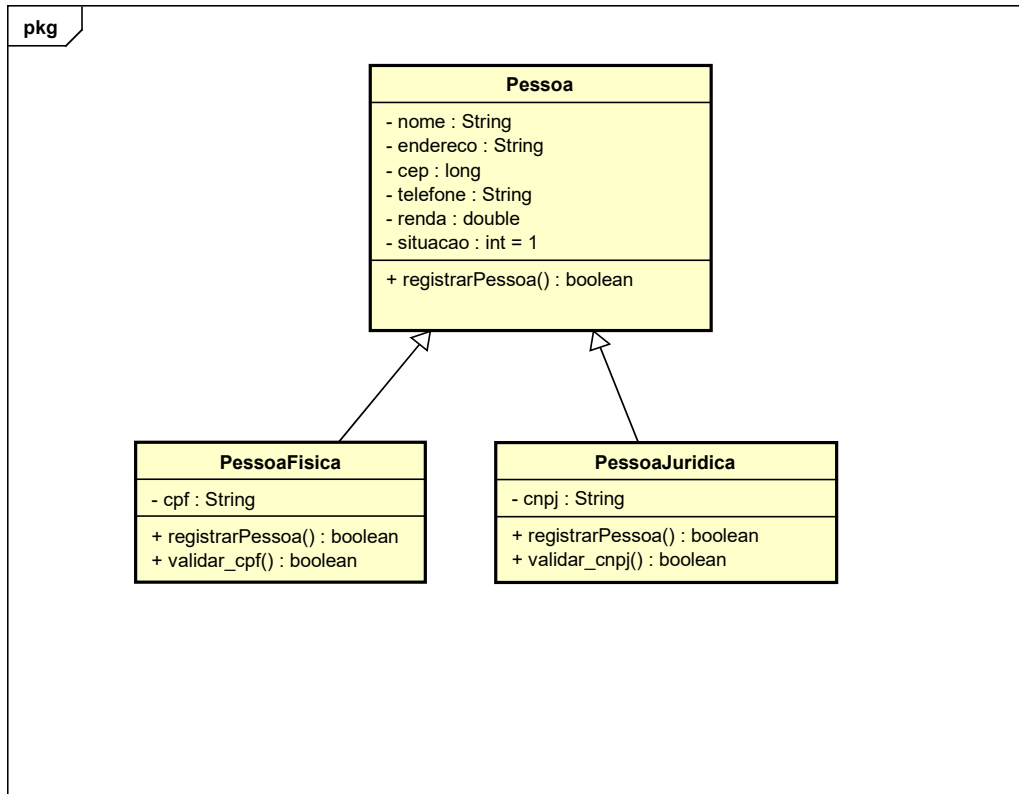 pkg
Pessoa
- nome : String
- endereco : String
- cep : long
- telefone : String
- renda : double
- situacao : int = 1
+ registrarPessoa() : boolean
PessoaFisica
- cpf : String
+ registrarPessoa() : boolean
+ validar_cpf() : boolean
PessoaJuridica
- cnpj : String
+ registrarPessoa() : boolean
+ validar_cnpj() : boolean